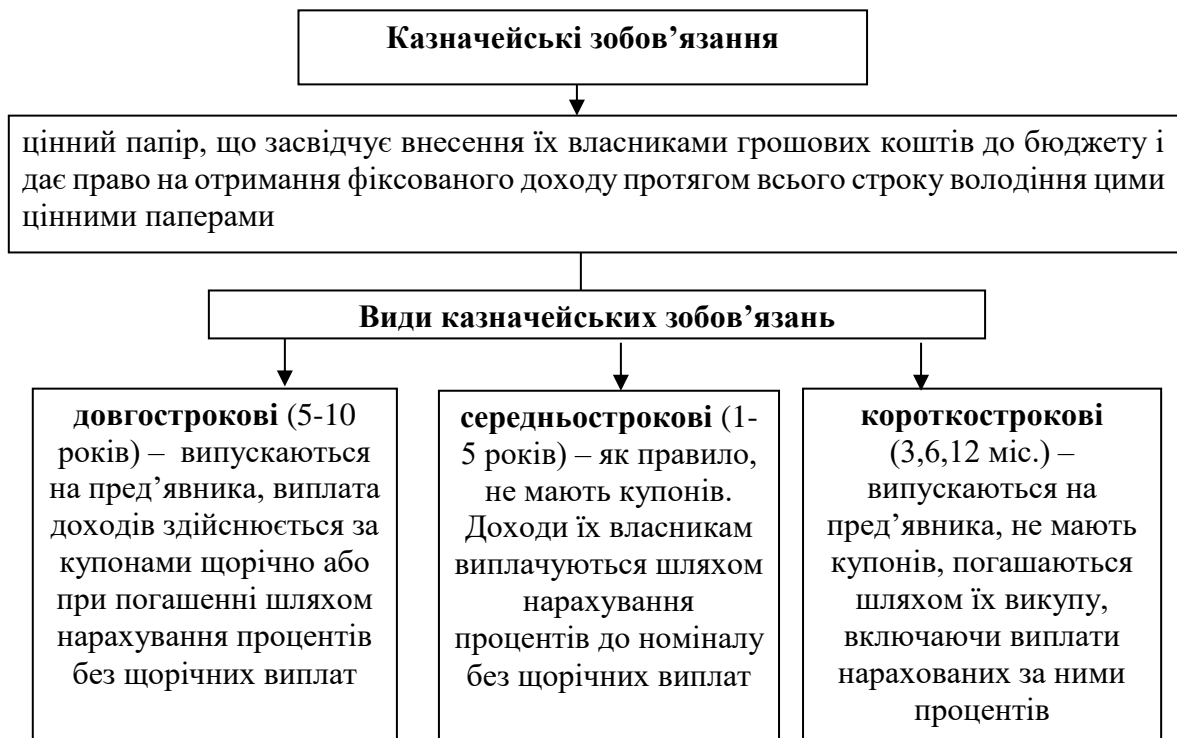 Казначейські зобов’язання
цінний папір, що засвідчує внесення їх власниками грошових коштів до бюджету і
дає право на отримання фіксованого доходу протягом всього строку володіння цими
цінними паперами
Види казначейських зобов’язань
довгострокові (5-10
років) – випускаються
на пред’явника, виплата
доходів здійснюється за
купонами щорічно або
при погашенні шляхом
нарахування процентів
без щорічних виплат
середньострокові (1-
5 років) – як правило,
не мають купонів.
Доходи їх власникам
виплачуються шляхом
нарахування
процентів до номіналу
без щорічних виплат
короткострокові
(3,6,12 міс.) –
випускаються на
пред’явника, не мають
купонів, погашаються
шляхом їх викупу,
включаючи виплати
нарахованих за ними
процентів